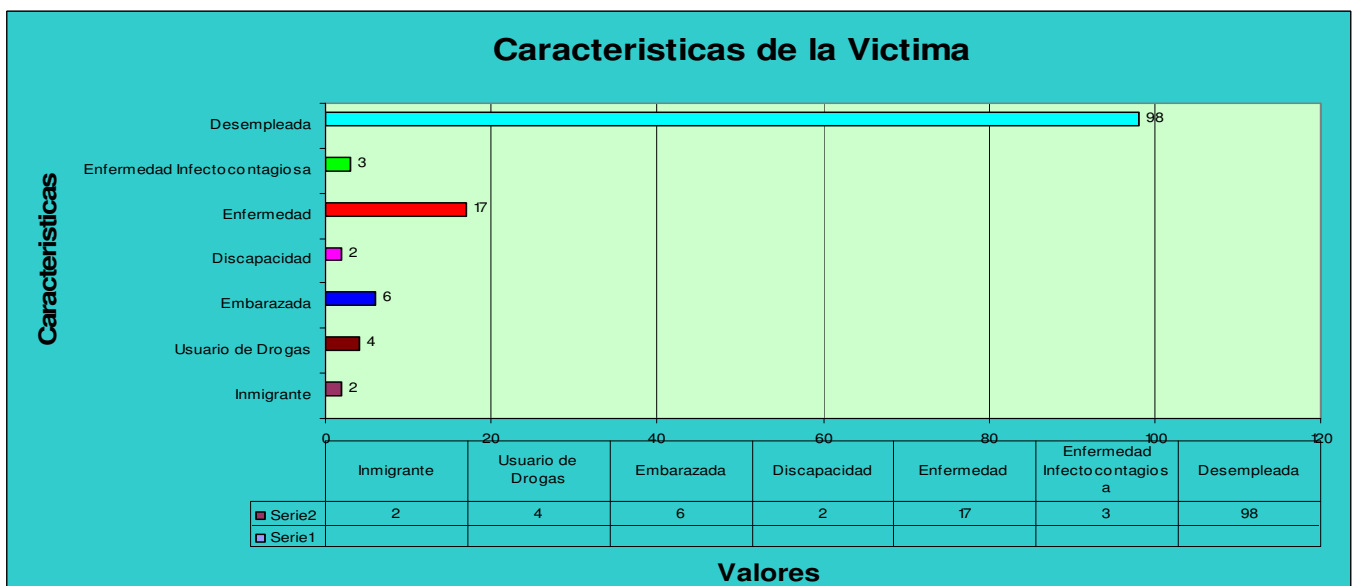 Caracteristicas de la Victima
Caracteristicas
Desempleada
98
Enfermedad Infectocontagiosa
3
Enfermedad
17
Discapacidad
2
Embarazada
6
Usuario de Drogas
4
Inmigrante
2
0 20 40 60 80 100 120
Inmigrante
Usuario de
Drogas
Embarazada
Discapacidad
Enfermedad
Enfermedad
Infectocontagios
a
Desempleada
Serie2 2 4 6 2 17 3 98
Serie1
Valores